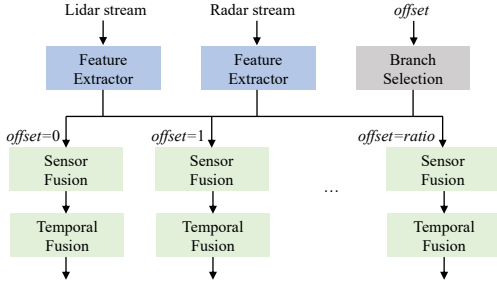 Lidar stream
Radar stream
offset
Feature
Extractor
Feature
Extractor
Branch
Selection
offset=0
offset=1
offset=ratio
Sensor
Fusion
Sensor
Fusion
...
Sensor
Fusion
Temporal
Fusion
Temporal
Fusion
Temporal
Fusion